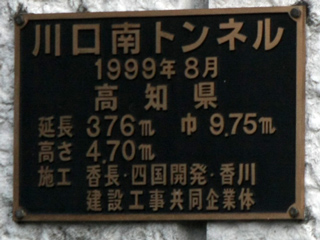 川口南トンネル
1999年8月
高知県
延長 376m 巾 9.75m
高さ 4.70m
施工 香長・四国開発・香川
建設工事共同企業体